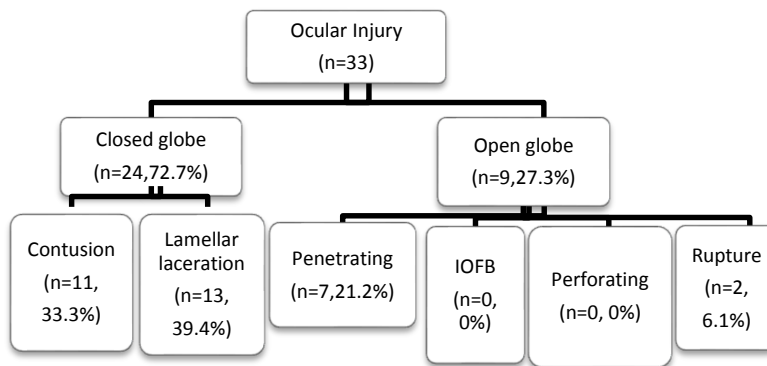 Ocular Injury
(n=33)
Closed globe
(n=24,72.7%)
Open globe
(n=9,27.3%)
Contusion
(n=11,
33.3%)
Lamellar
laceration
(n=13,
39.4%)
Penetrating
(n=7,21.2%)
IOFB
(n=0,
0%)
Perforating
(n=0, 0%)
Rupture
(n=2,
6.1%)